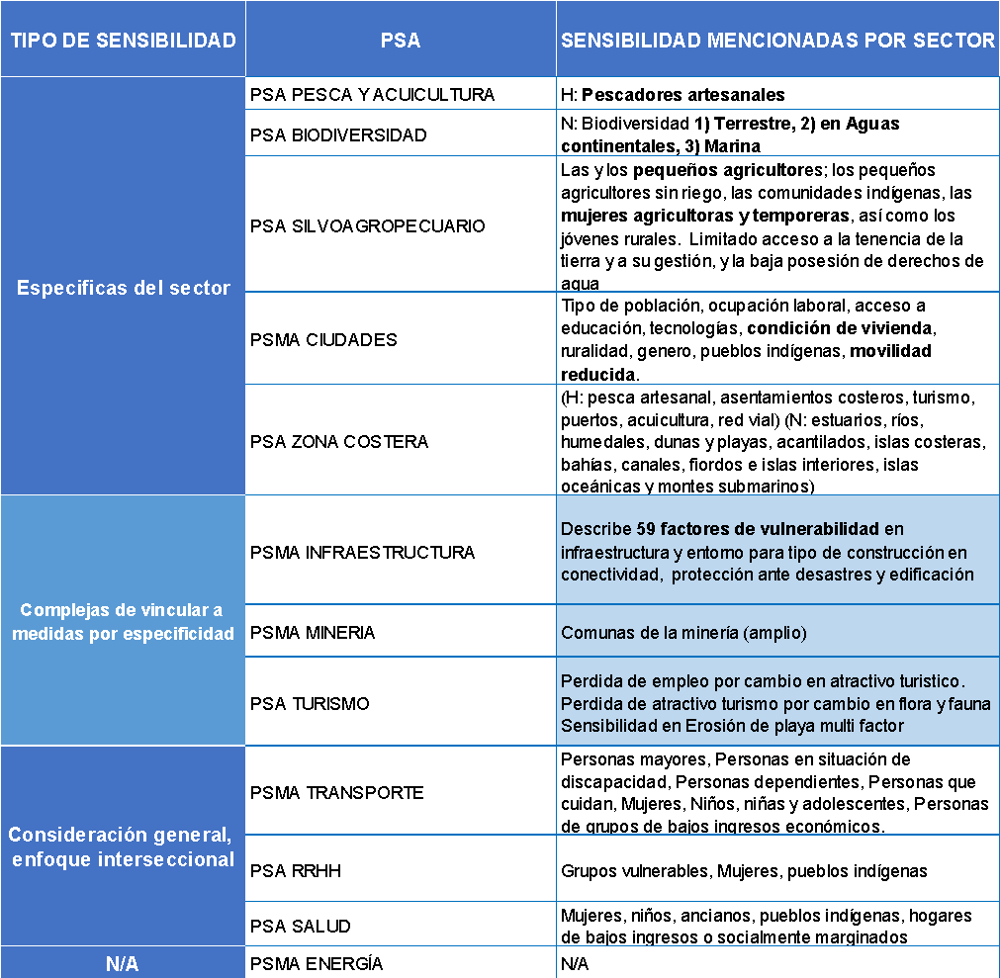 TIPO DE SENSIBILIDAD
PSA
SENSIBILIDAD MENCIONADAS POR SECTOR
Especificas del sector
PSA PESCA Y ACUICULTURA
H: Pescadores artesanales
PSA BIODIVERSIDAD
N: Biodiversidad 1) Terrestre, 2) en Aguas
continentales, 3) Marina
PSA SILVOAGROPECUARIO
Las y los pequeños agricultores; los pequeños
agricultores sin riego, las comunidades indígenas, las
mujeres agricultoras y temporeras, así como los
jóvenes rurales. Limitado acceso a la tenencia de la
tierra y a su gestión, y la baja posesión de derechos de
agua
PSMA CIUDADES
Tipo de población, ocupación laboral, acceso a
educación, tecnologías, condición de vivienda,
ruralidad, genero, pueblos indígenas, movilidad
reducida.
PSA ZONA COSTERA
(H: pesca artesanal, asentamientos costeros, turismo,
puertos, acuicultura, red vial) (N: estuarios, ríos,
humedales, dunas y playas, acantilados, islas costeras,
bahías, canales, fiordos e islas interiores, islas
oceánicas y montes submarinos)
Complejas de vincular a
medidas por especificidad
PSMA INFRAESTRUCTURA
Describe 59 factores de vulnerabilidad en
infraestructura y entorno para tipo de construcción en
conectividad, protección ante desastres y edificación
PSMA MINERIA
Comunas de la minería (amplio)
PSA TURISMO
Perdida de empleo por cambio en atractivo turistico.
Perdida de atractivo turismo por cambio en flora y fauna
Sensibilidad en Erosión de playa multi factor
Consideración general,
enfoque interseccional
PSMA TRANSPORTE
Personas mayores, Personas en situación de
discapacidad, Personas dependientes, Personas que
cuidan, Mujeres, Niños, niñas y adolescentes, Personas
de grupos de bajos ingresos económicos.
PSA RRHH
Grupos vulnerables, Mujeres, pueblos indígenas
PSA SALUD
Mujeres, niños, ancianos, pueblos indígenas, hogares
de bajos ingresos o socialmente marginados
N/A
PSMA ENERGÍA
N/A